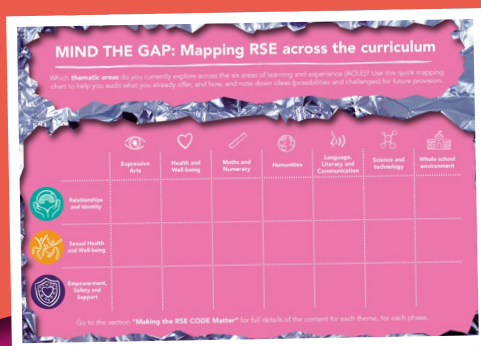 MIND THE GAP: Mapping RSE across the curriculum
Which thematic areas do you currently explore across the six areas of learning and experience (AOLE)? Use this quick mapping
chart to help you audit what you already offer, and how, and note down ideas (possibilities and challenges) for future provision.
Expressive
Arts
Health and
Well-being
Maths and
Numeracy
Humanities
Language,
Literacy and
Communication
Science and
technology
Whole school
environment
Relationships
and Identity
Sexual Health
and Well-being
Empowerment,
Safety and
Support
Go to the section "Making the RSE CODE Matter" for full details of the content for each theme, for each phase.